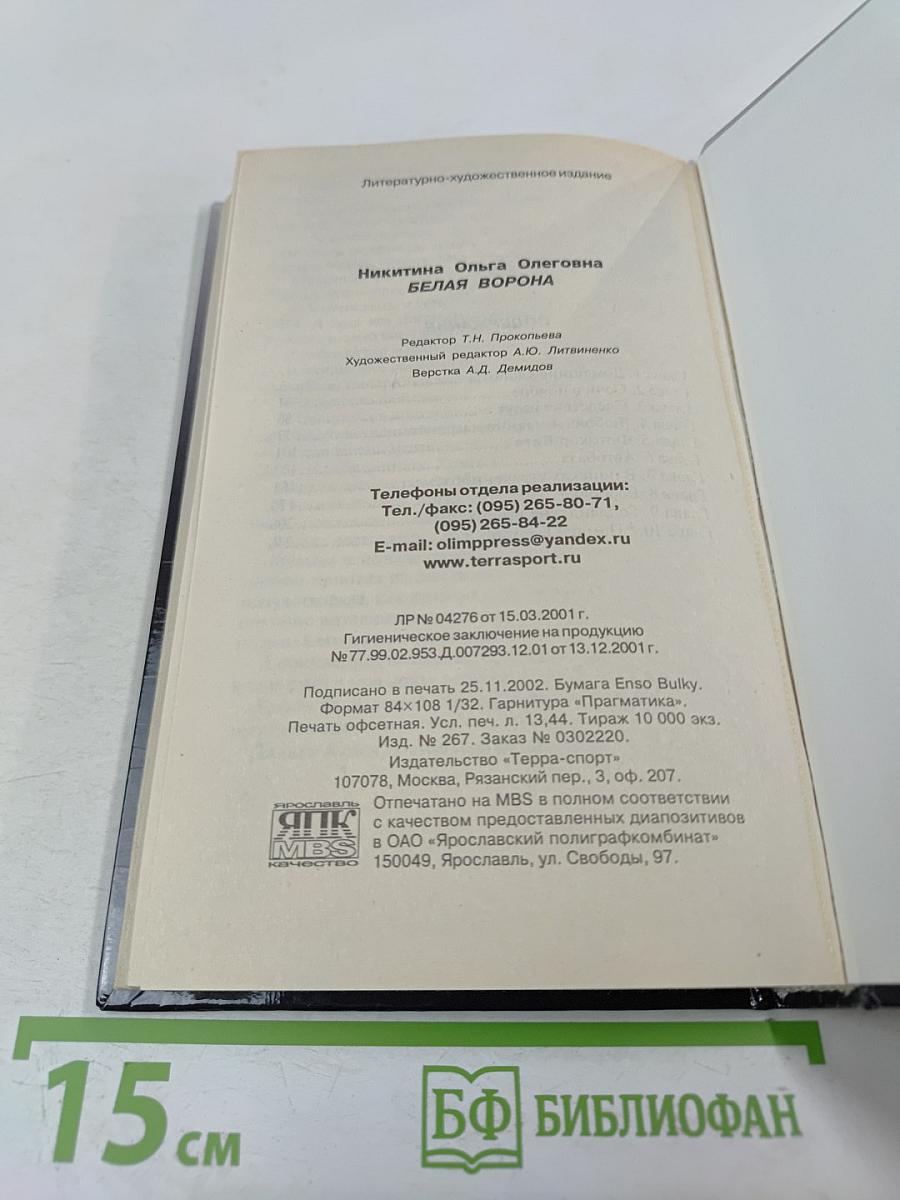 Литературно-художественное издание
Никитина Ольга Олеговна
БЕЛАЯ ВОРОНА
Редактор Т.Н. Прокопьева
Художественный редактор А.Ю. Литвиненко
Верстка А.Д. Демидов
Телефоны отдела реализации:
Тел./факс: (095) 265-80-71,
(095) 265-84-22
E-mail: olimppress@yandex.ru
www.terrasport.ru
ЛР № 04276 от 15.03.2001 г.
Гигиеническое заключение на продукцию
№ 77.99.02.953.Д.007293.12.01 от 13.12.2001 г.
Подписано в печать 25.11.2002. Бумага Enso Bulky.
Формат 84×108 1/32. Гарнитура «Прагматика».
Печать офсетная. Усл. печ. л. 13,44. Тираж 10 000 экз.
Изд. № 267. Заказ № 0302220.
Издательство «Терра-спорт»
107078, Москва, Рязанский пер., 3, оф. 207.
ЯРОСЛАВЛЬ
ЯПК
MBS
КАЧЕСТВО
Отпечатано на MBS в полном соответствии
с качеством предоставленных диапозитивов
в ОАО «Ярославский полиграфкомбинат»
150049, Ярославль, ул. Свободы, 97.
15 см
БФ БИБЛИОФАН